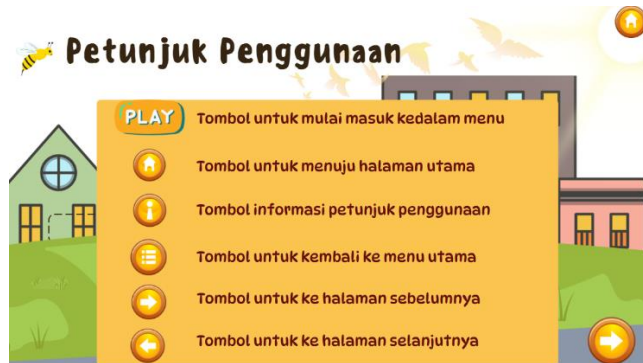 Petunjuk Penggunaan
PLAY Tombol untuk mulai masuk kedalam menu
Tombol untuk menuju halaman utama
Tombol informasi petunjuk penggunaan
Tombol untuk kembali ke menu utama
Tombol untuk ke halaman sebelumnya
Tombol untuk ke halaman selanjutnya